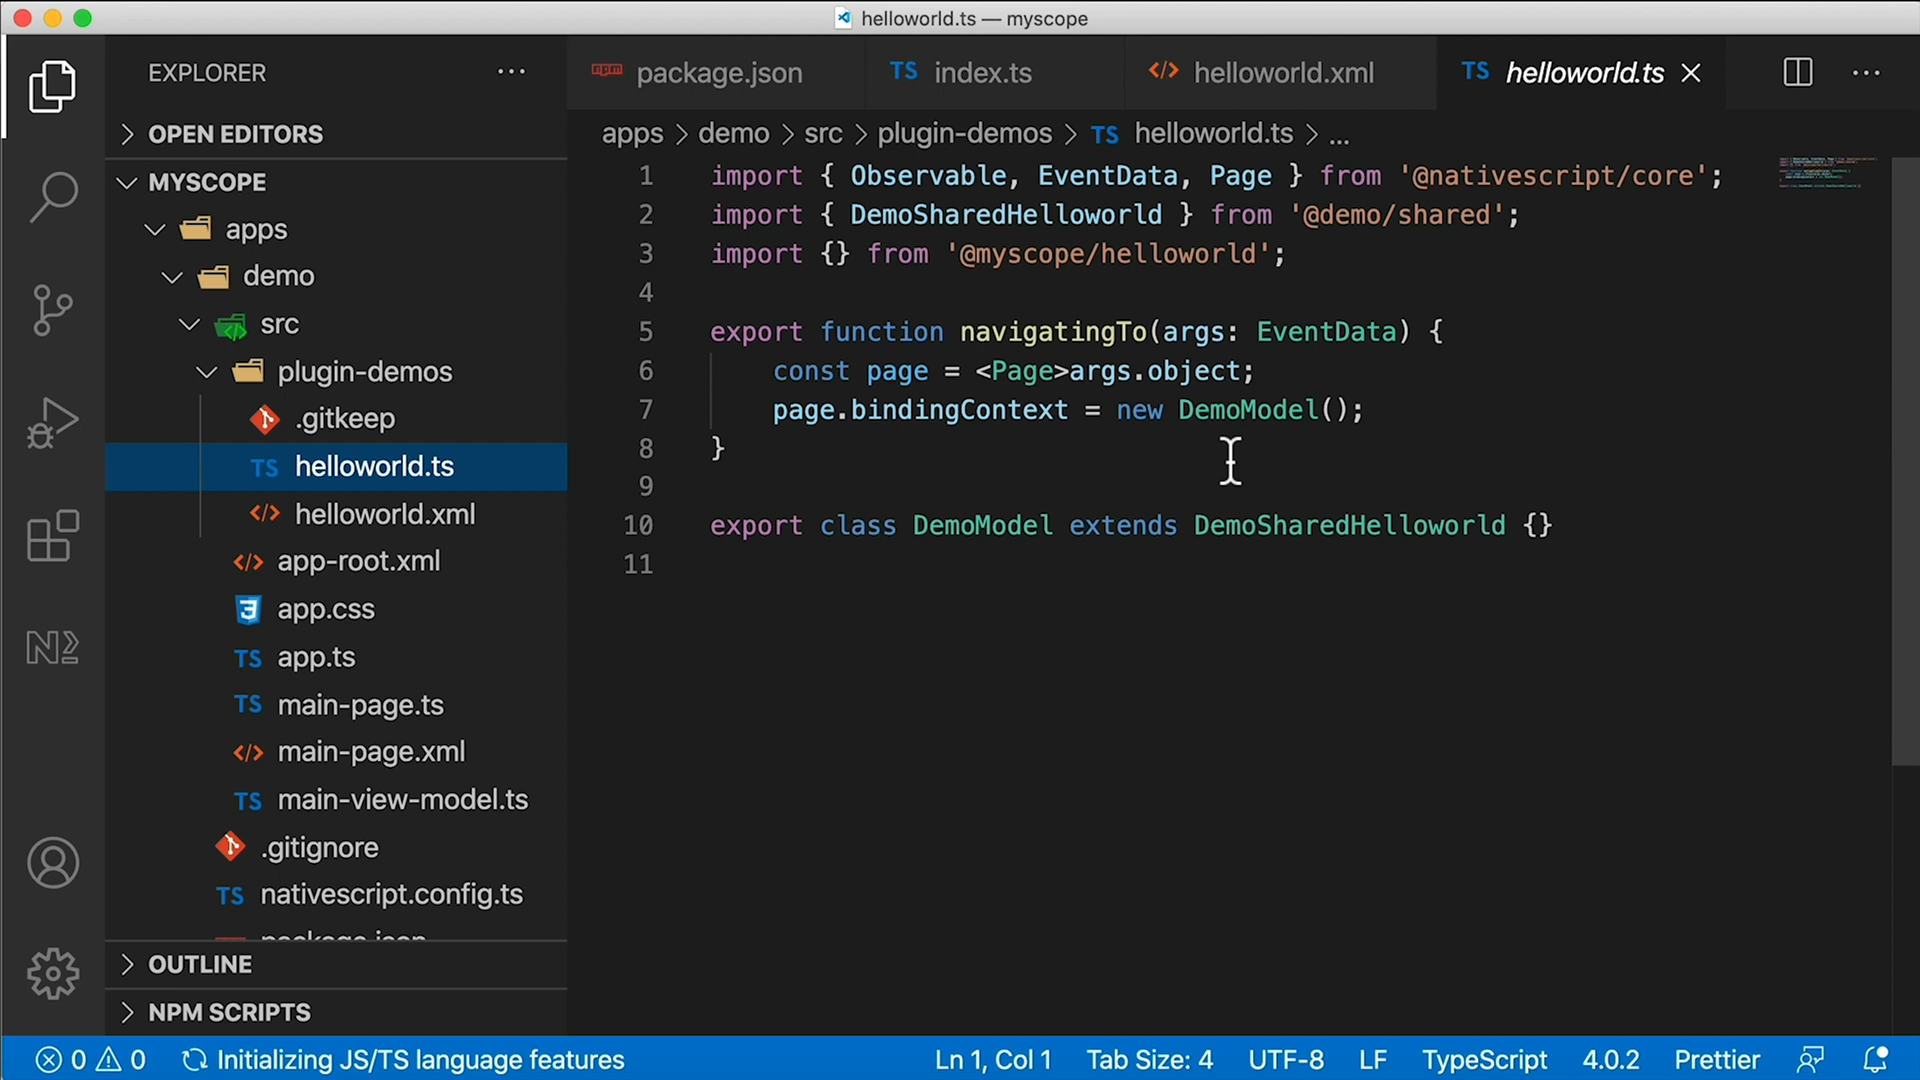 helloworld.ts — myscope
EXPLORER
OPEN EDITORS
MYSCOPE
apps
demo
src
plugin-demos
.gitkeep
TS helloworld.ts
helloworld.xml
app-root.xml
app.css
TS app.ts
TS main-page.ts
main-page.xml
TS main-view-model.ts
.gitignore
TS nativescript.config.ts
package.json
OUTLINE
NPM SCRIPTS
npm package.json
TS index.ts
helloworld.xml
TS helloworld.ts
apps > demo > src > plugin-demos > TS helloworld.ts > ...
1 import { Observable, EventData, Page } from '@nativescript/core';
2 import { DemoSharedHelloworld } from '@demo/shared';
3 import {} from '@myscope/helloworld';
4
5 export function navigatingTo(args: EventData) {
6 const page = <Page>args.object;
7 page.bindingContext = new DemoModel();
8 }
9
10 export class DemoModel extends DemoSharedHelloworld {}
11
0 0 Initializing JS/TS language features Ln 1, Col 1 Tab Size: 4 UTF-8 LF TypeScript 4.0.2 Prettier